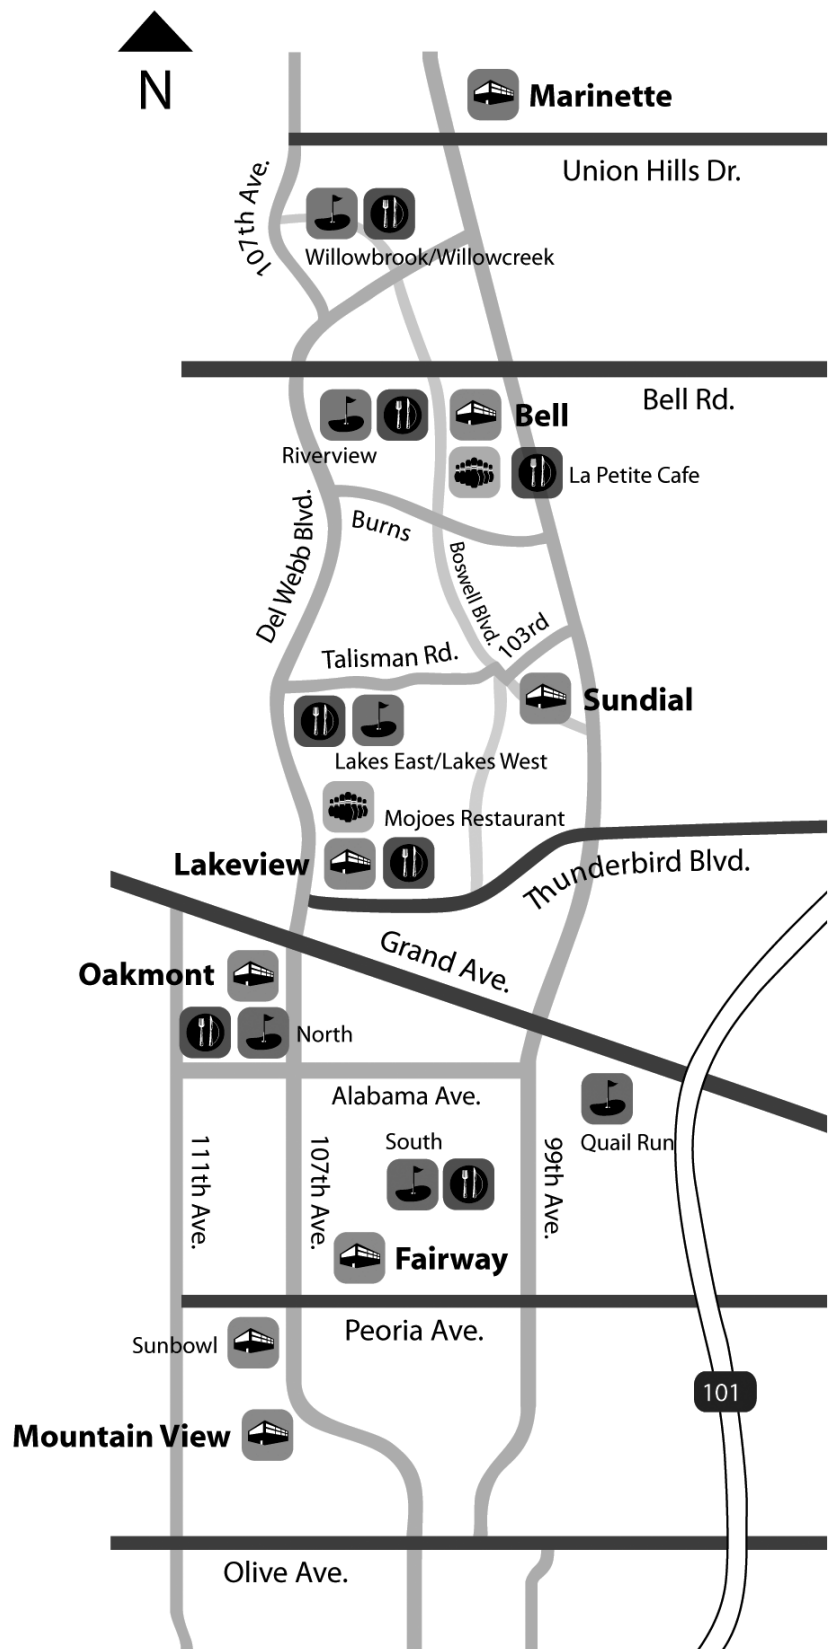 N
Marinette
Union Hills Dr.
107th Ave.
Willowbrook/Willowcreek
Bell Rd.
Bell
Riverview
La Petite Cafe
Burns
Del Webb Blvd.
Boswell Blvd.
103rd
Talisman Rd.
Sundial
Lakes East/Lakes West
Mojoes Restaurant
Lakeview
Thunderbird Blvd.
Grand Ave.
Oakmont
North
Alabama Ave.
Quail Run
South
111th Ave.
107th Ave.
99th Ave.
Fairway
Peoria Ave.
Sunbowl
101
Mountain View
Olive Ave.